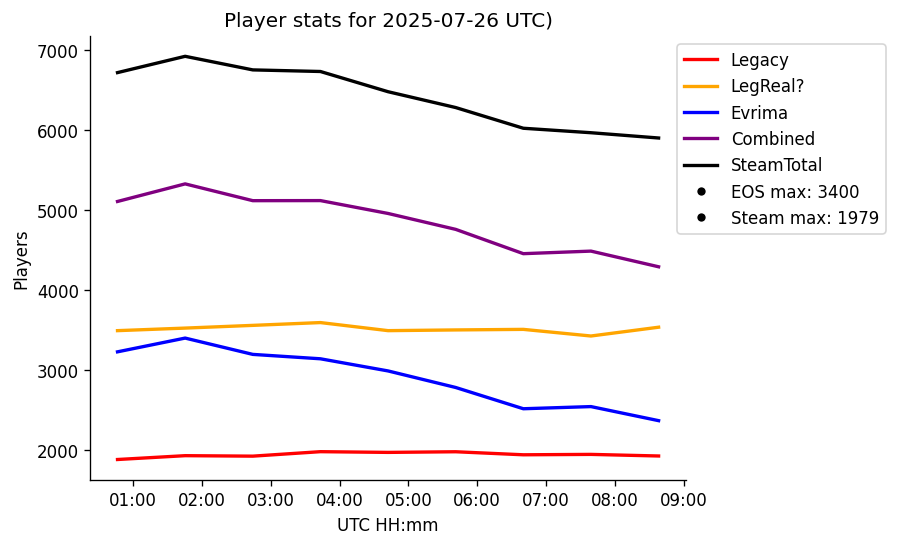 Player stats for 2025-07-26 UTC)
7000
6000
5000
4000
3000
2000
Players
01:00 02:00 03:00 04:00 05:00 06:00 07:00 08:00 09:00
UTC HH:mm
Legacy
LegReal?
Evrima
Combined
SteamTotal
EOS max: 3400
Steam max: 1979